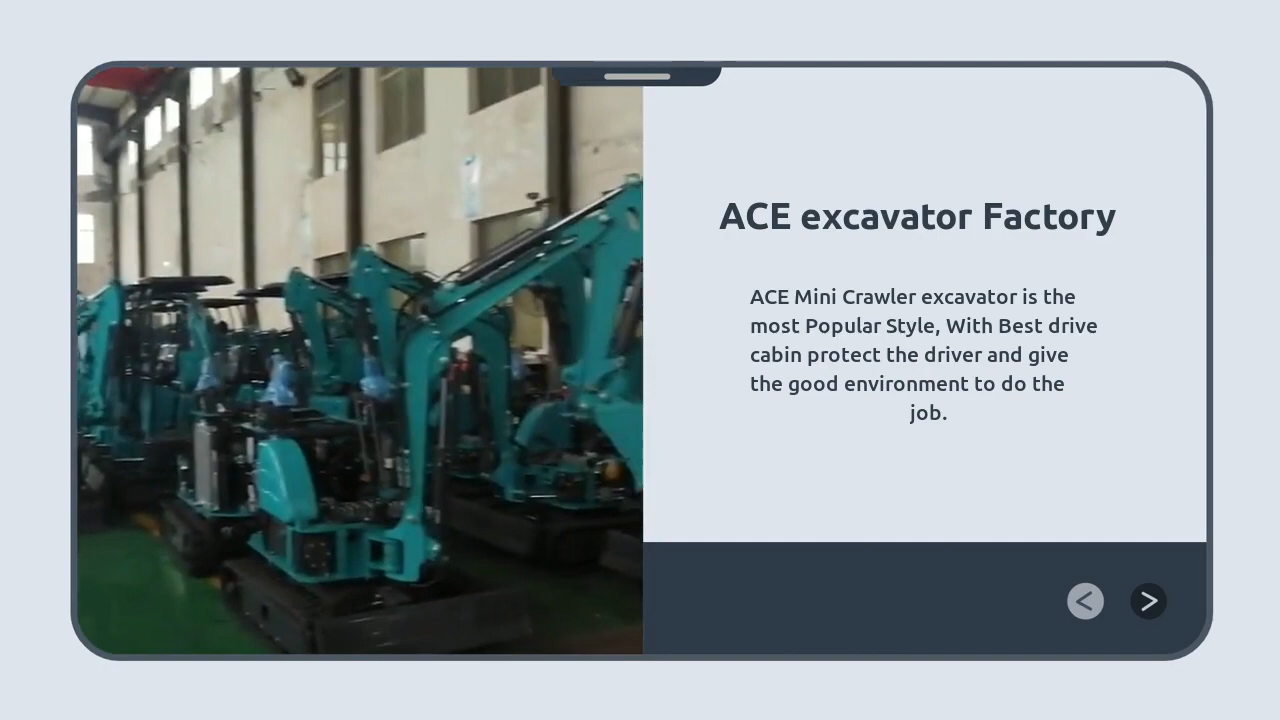 ACE excavator Factory
ACE Mini Crawler excavator is the
most Popular Style, With Best drive
cabin protect the driver and give
the good environment to do the
job.